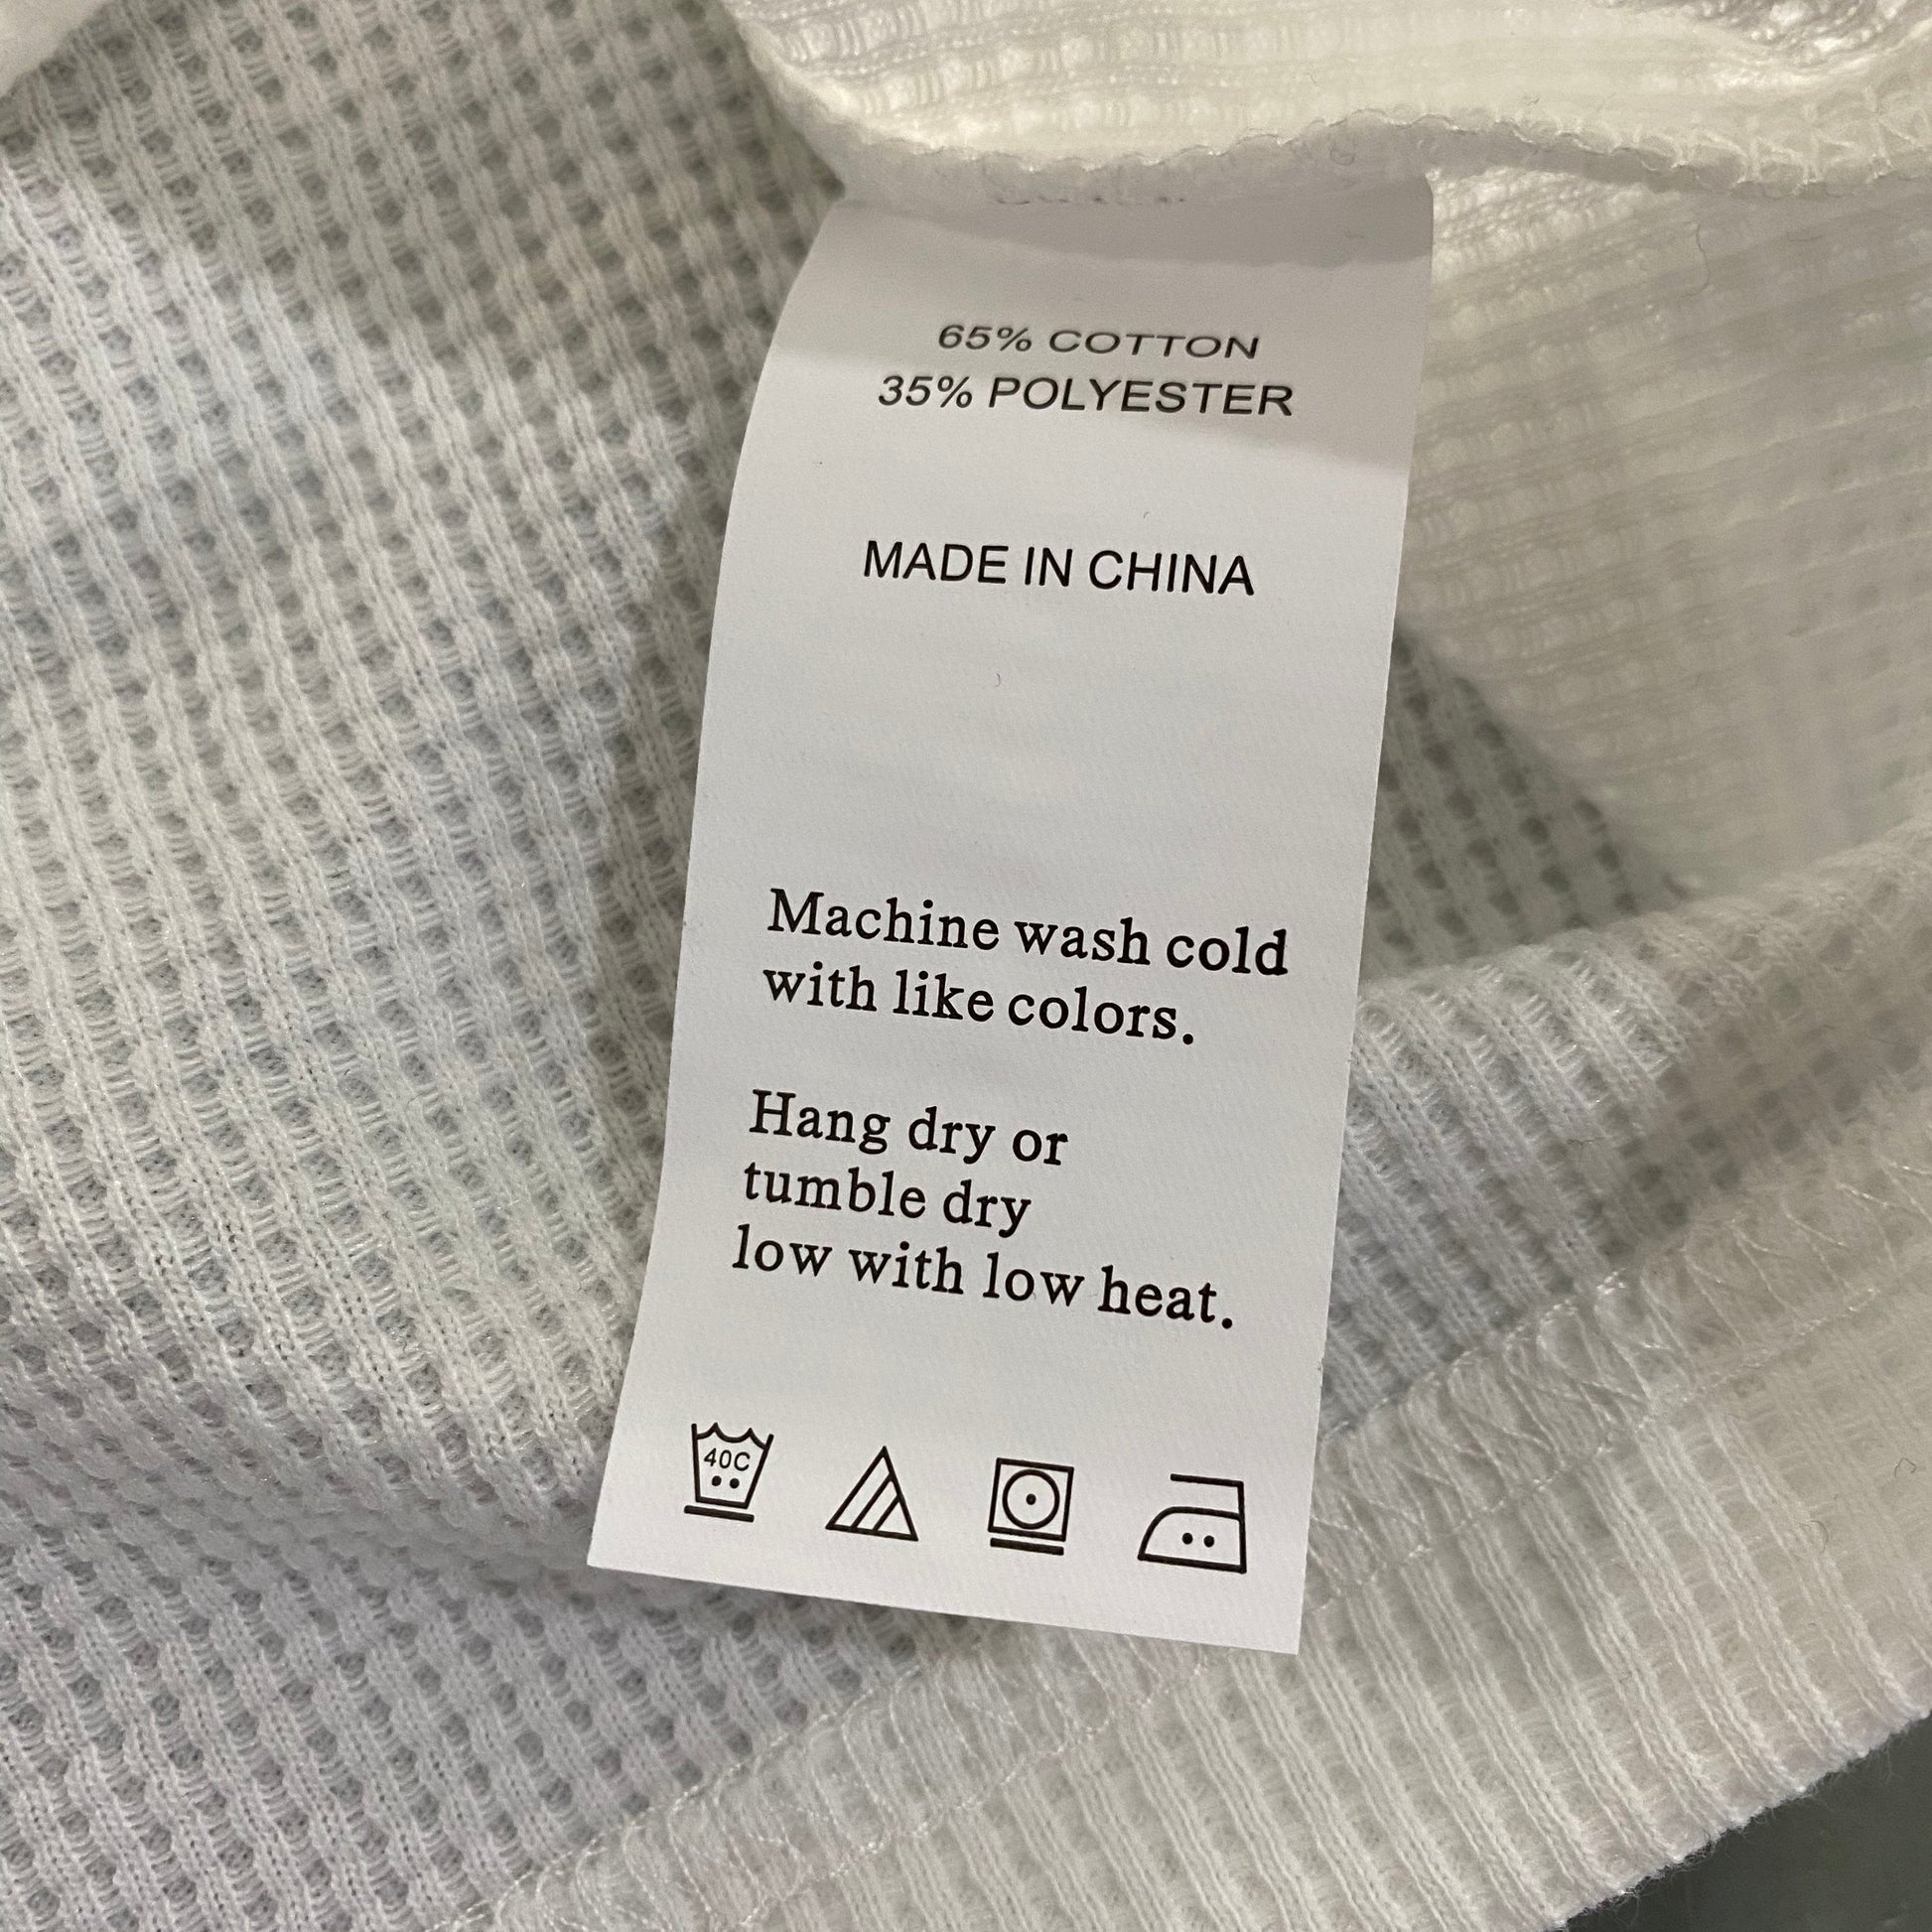 65% COTTON
35% POLYESTER
MADE IN CHINA
Machine wash cold
with like colors.
Hang dry or
tumble dry
low with low heat.
40C